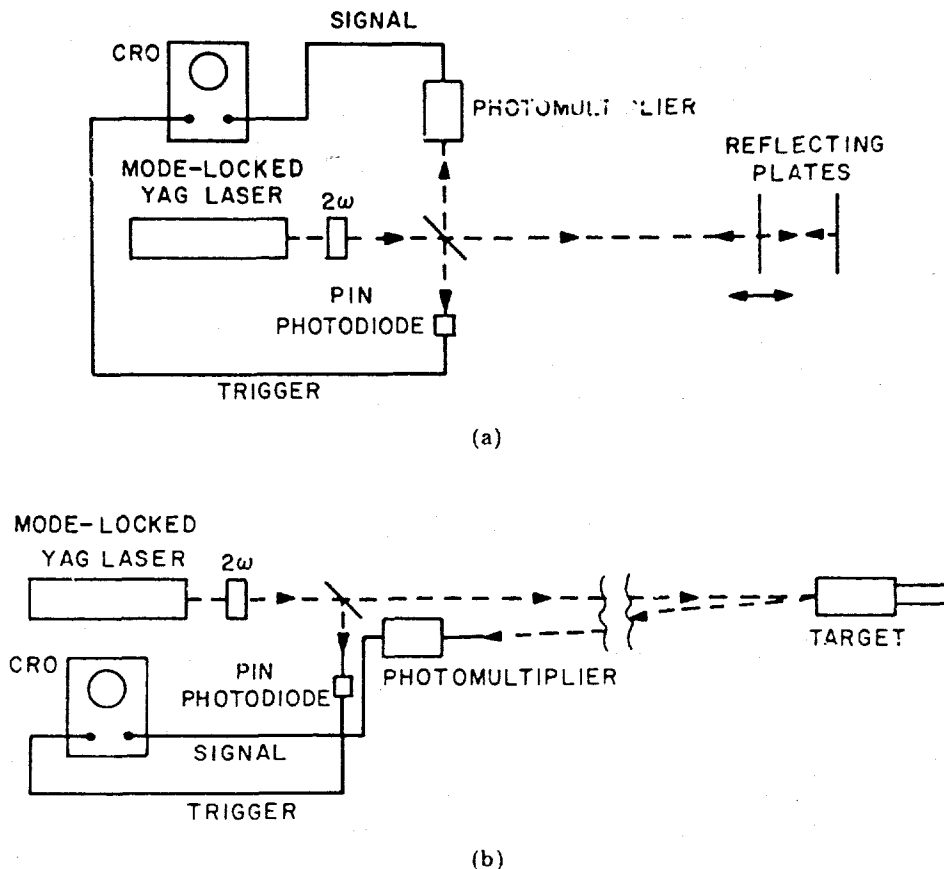 SIGNAL
CRO
PHOTOMULTIPLIER
REFLECTING
PLATES
MODE-LOCKED
YAG LASER
2ω
PIN
PHOTODIODE
TRIGGER
(a)
MODE-LOCKED
YAG LASER
2ω
TARGET
CRO
PIN
PHOTODIODE
PHOTOMULTIPLIER
SIGNAL
TRIGGER
(b)